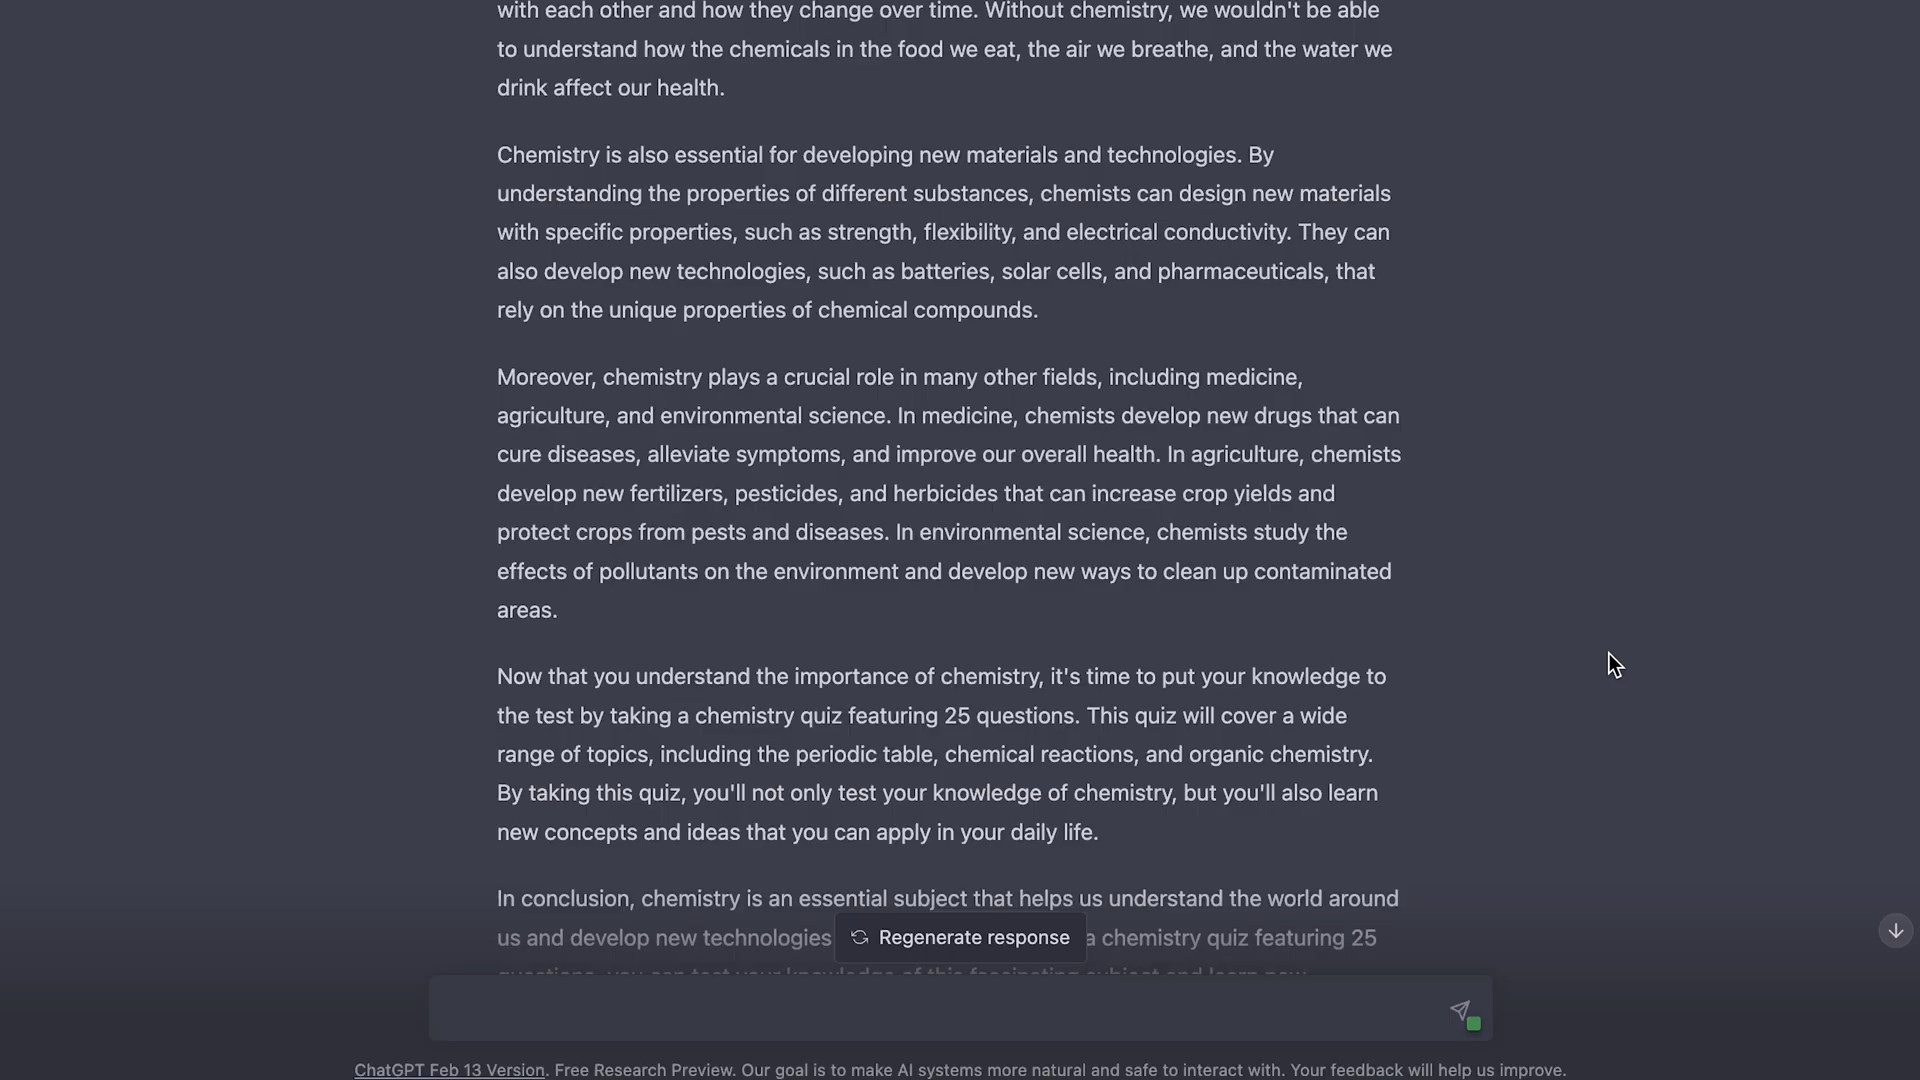 with each other and how they change over time. Without chemistry, we wouldn't be able
to understand how the chemicals in the food we eat, the air we breathe, and the water we
drink affect our health.
Chemistry is also essential for developing new materials and technologies. By
understanding the properties of different substances, chemists can design new materials
with specific properties, such as strength, flexibility, and electrical conductivity. They can
also develop new technologies, such as batteries, solar cells, and pharmaceuticals, that
rely on the unique properties of chemical compounds.
Moreover, chemistry plays a crucial role in many other fields, including medicine,
agriculture, and environmental science. In medicine, chemists develop new drugs that can
cure diseases, alleviate symptoms, and improve our overall health. In agriculture, chemists
develop new fertilizers, pesticides, and herbicides that can increase crop yields and
protect crops from pests and diseases. In environmental science, chemists study the
effects of pollutants on the environment and develop new ways to clean up contaminated
areas.
Now that you understand the importance of chemistry, it's time to put your knowledge to
the test by taking a chemistry quiz featuring 25 questions. This quiz will cover a wide
range of topics, including the periodic table, chemical reactions, and organic chemistry.
By taking this quiz, you'll not only test your knowledge of chemistry, but you'll also learn
new concepts and ideas that you can apply in your daily life.
In conclusion, chemistry is an essential subject that helps us understand the world around
us and develop new technologies a chemistry quiz featuring 25
Regenerate response
ChatGPT Feb 13 Version. Free Research Preview. Our goal is to make AI systems more natural and safe to interact with. Your feedback will help us improve.